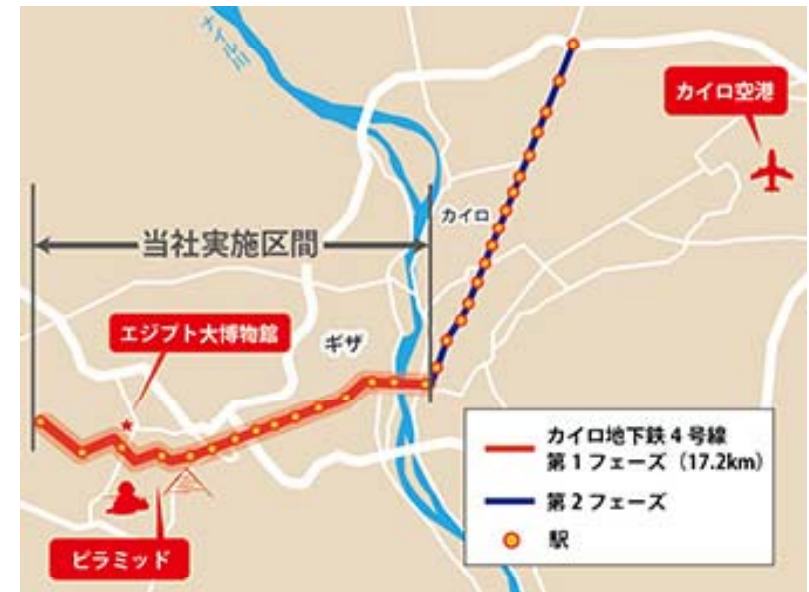 ナイル川
カイロ空港
カイロ
当社実施区間
エジプト大博物館
ギザ
ピラミッド
カイロ地下鉄4号線
第1フェーズ（17.2km）
第2フェーズ
駅